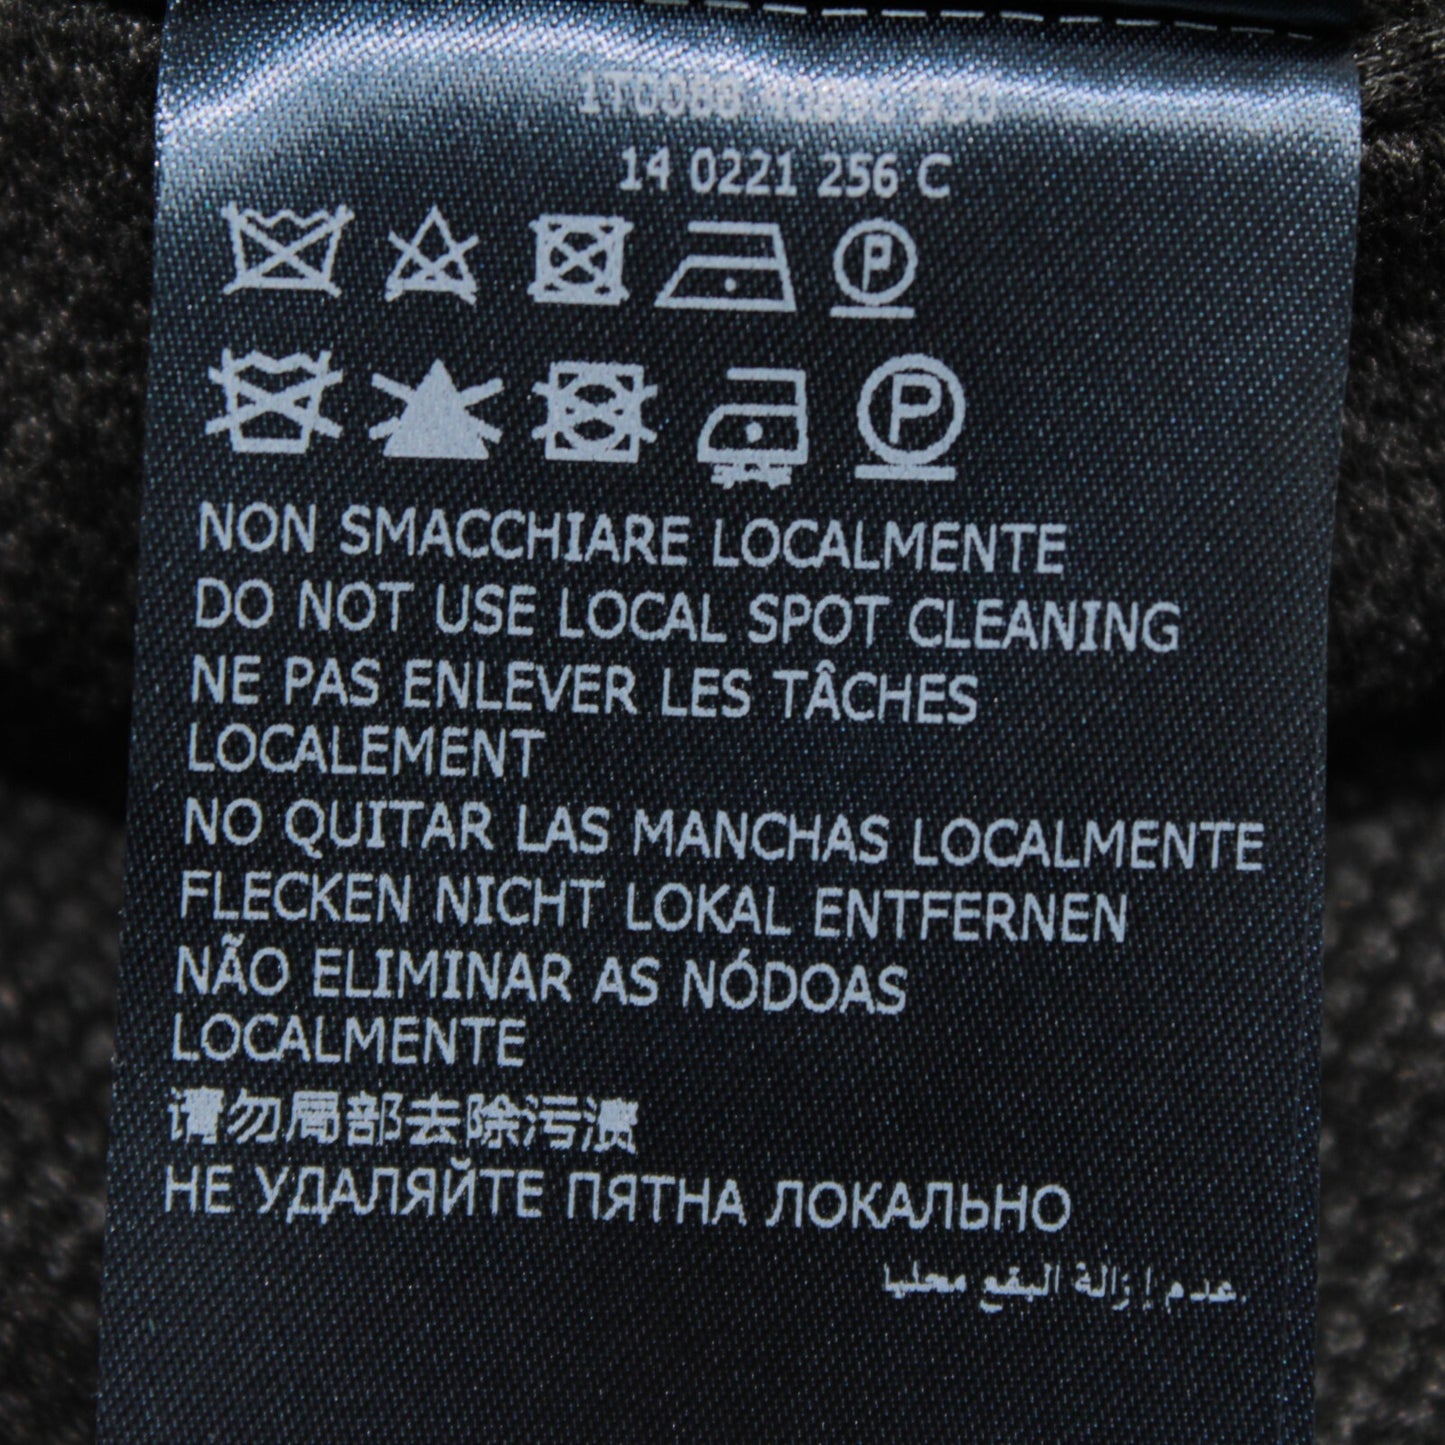 14 0221 256 C
P
P
NON SMACCHIARE LOCALMENTE
DO NOT USE LOCAL SPOT CLEANING
NE PAS ENLEVER LES TÂCHES
LOCALEMENT
NO QUITAR LAS MANCHAS LOCALMENTE
FLECKEN NICHT LOKAL ENTFERNEN
NÃO ELIMINAR AS NÓDOAS
LOCALMENTE
请勿局部去除污渍
НЕ УДАЛЯЙТЕ ПЯТНА ЛОКАЛЬНО
عدم إزالة البقع محليا.